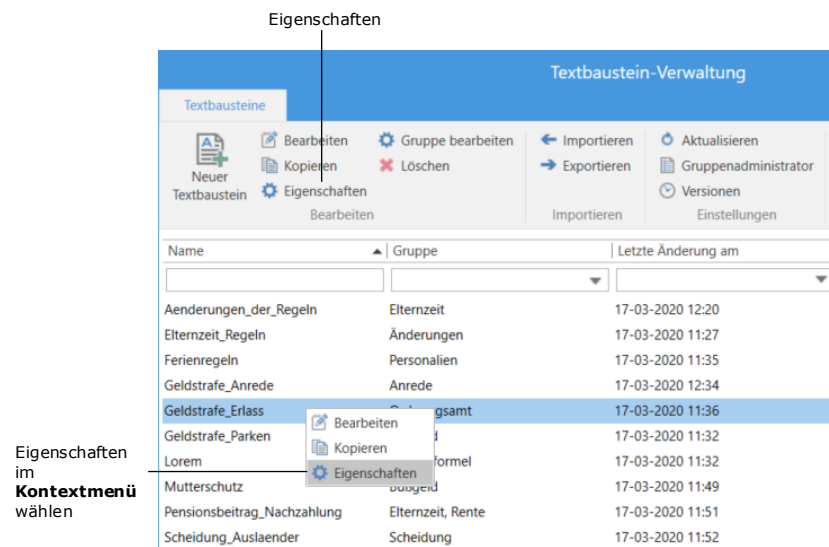 Eigenschaften
Textbaustein-Verwaltung
Textbausteine
Neuer
Textbaustein
Bearbeiten
Kopieren
Eigenschaften
Gruppe bearbeiten
Löschen
Bearbeiten
Importieren
Exportieren
Importieren
Aktualisieren
Gruppenadministrator
Versionen
Einstellungen
Name Gruppe Letzte Änderung am
Aenderungen_der_Regeln Elternzeit 17-03-2020 12:20
Elternzeit_Regeln Änderungen 17-03-2020 11:27
Ferienregeln Personalien 17-03-2020 11:35
Geldstrafe_Anrede Anrede 17-03-2020 12:34
Geldstrafe_Erlass 17-03-2020 11:36
Geldstrafe_Parken 17-03-2020 11:32
Lorem 17-03-2020 11:32
Mutterschutz 17-03-2020 11:49
Pensionsbeitrag_Nachzahlung Elternzeit, Rente 17-03-2020 11:51
Scheidung_Auslaender Scheidung 17-03-2020 11:52
Bearbeiten
Kopieren
Eigenschaften
Eigenschaften
im
Kontextmenü
wählen